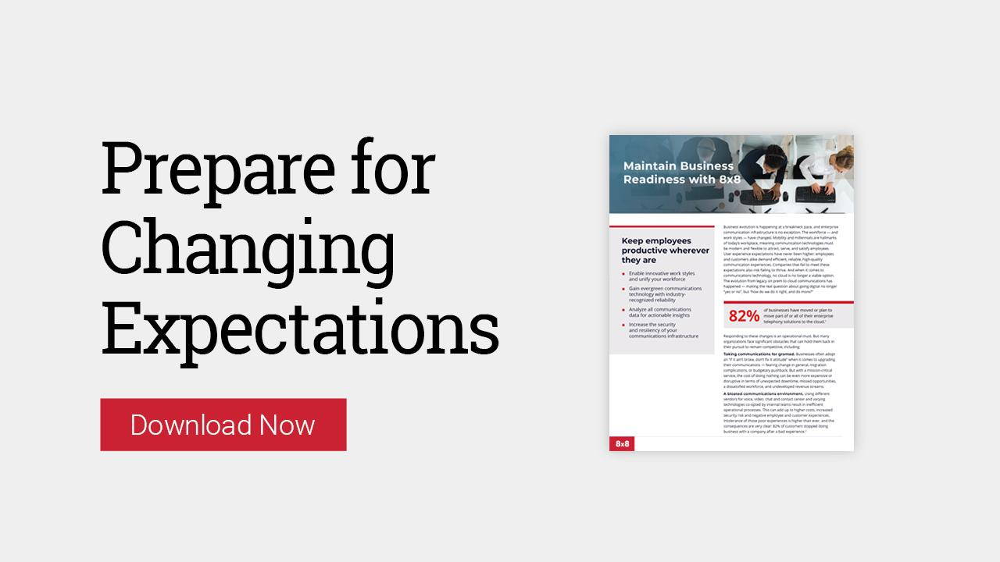 Prepare for
Changing
Expectations
Download Now
Maintain Business
Readiness with 8x8
Keep employees
productive wherever
they are
Enable innovative work styles
and unify your workforce
Gain evergreen communications
technology with industry-
recognized reliability
Analyze all communications
data for actionable insights
Increase the security
and resiliency of your
communications infrastructure
Business evolution is happening at a breakneck pace, and enterprise
communication infrastructure is no exception. The workforce — and
work styles — have changed. Mobility and millennials are hallmarks
of today's workplace, meaning communication technologies must
be modern and flexible to attract, serve, and satisfy employees.
User experience expectations have never been higher: employees
and customers alike demand efficient, reliable, high-quality
communication experiences. Companies that fail to meet these
expectations also risk failing to thrive. And when it comes to
communications technology, no cloud is no longer a viable option.
The evolution from legacy on prem to cloud communications has
happened — making the real question about going digital no longer
"yes or no", but "how do we do it right, and do more?"
82%
of businesses have moved or plan to
move part of or all of their enterprise
telephony solutions to the cloud.¹
Responding to these changes is an operational must. But many
organizations face significant obstacles that can hold them back in
their pursuit to remain competitive, including:
Taking communications for granted. Businesses often adopt
an "if it ain't broke, don't fix it attitude" when it comes to upgrading
their communications — fearing change in general, migration
complications, or budgetary pushback. But with a mission-critical
service, the cost of doing nothing can be even more expensive or
disruptive in terms of unexpected downtime, missed opportunities,
a dissatisfied workforce, and undeveloped revenue streams.
A bloated communications environment. Using different
vendors for voice, video, chat and contact center and varying
technologies co-opted by internal teams result in inefficient
operational processes. This can add up to higher costs, increased
security risk and negative employee and customer experiences.
Intolerance of those poor experiences is higher than ever, and the
consequences are very clear: 82% of customers stopped doing
business with a company after a bad experience.²
8x8